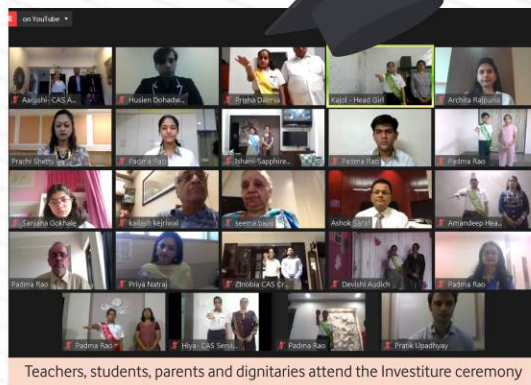 on YouTube
Aarushi- CAS A...
Husien Dohadw...
Prisha Dalmia
Kajol - Head Girl
Archita Rajpuria
Prachi Shetty
Padma Rao
Ishani-Sapphire...
Padma Rao
Padma Rao
Sanjana Gokhale
kailash kejriwal
seema bajaj
Ashok Saraf
Amandeep Hea...
Padma Rao
Priya Natraj
ZInobia CAS Cr...
Devishi Audich
Padma Rao
Padma Rao
Hiya- CAS Servi...
Padma Rao
Pratik Upadhyay
Teachers, students, parents and dignitaries attend the Investiture ceremony